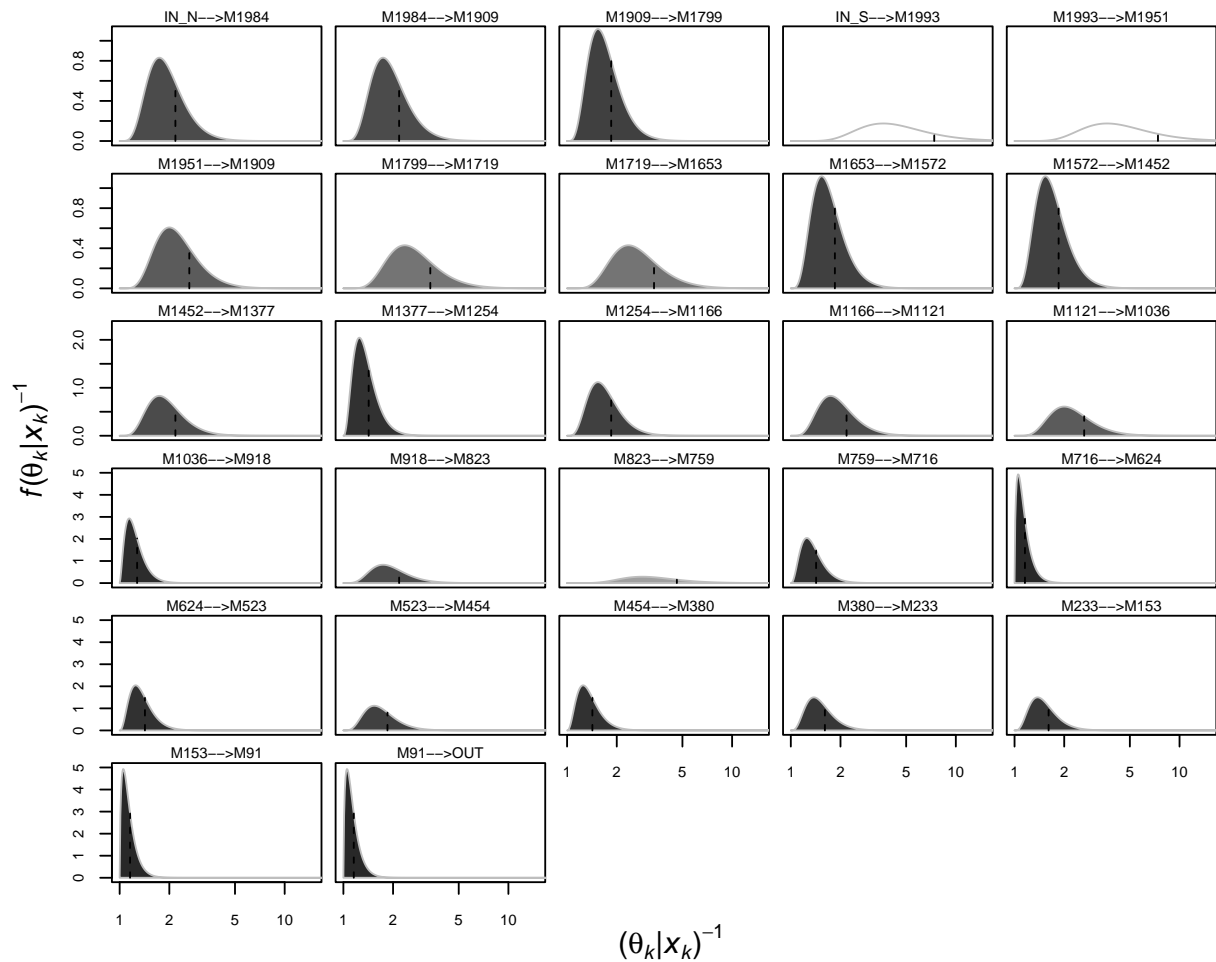 IN_N−−>M1984 M1984−−>M1909 M1909−−>M1799 IN_S−−>M1993 M1993−−>M1951
0.8
0.4
0.0
M1951−−>M1909 M1799−−>M1719 M1719−−>M1653 M1653−−>M1572 M1572−−>M1452
0.8
0.4
0.0
M1452−−>M1377 M1377−−>M1254 M1254−−>M1166 M1166−−>M1121 M1121−−>M1036
2.0
1.0
0.0
f(θk|xk)−1
M1036−−>M918 M918−−>M823 M823−−>M759 M759−−>M716 M716−−>M624
5
4
3
2
1
0
M624−−>M523 M523−−>M454 M454−−>M380 M380−−>M233 M233−−>M153
5
4
3
2
1
0
1 2 5 10 1 2 5 10 1 2 5 10
M153−−>M91 M91−−>OUT
5
4
3
2
1
0
1 2 5 10 1 2 5 10
(θk|xk)−1